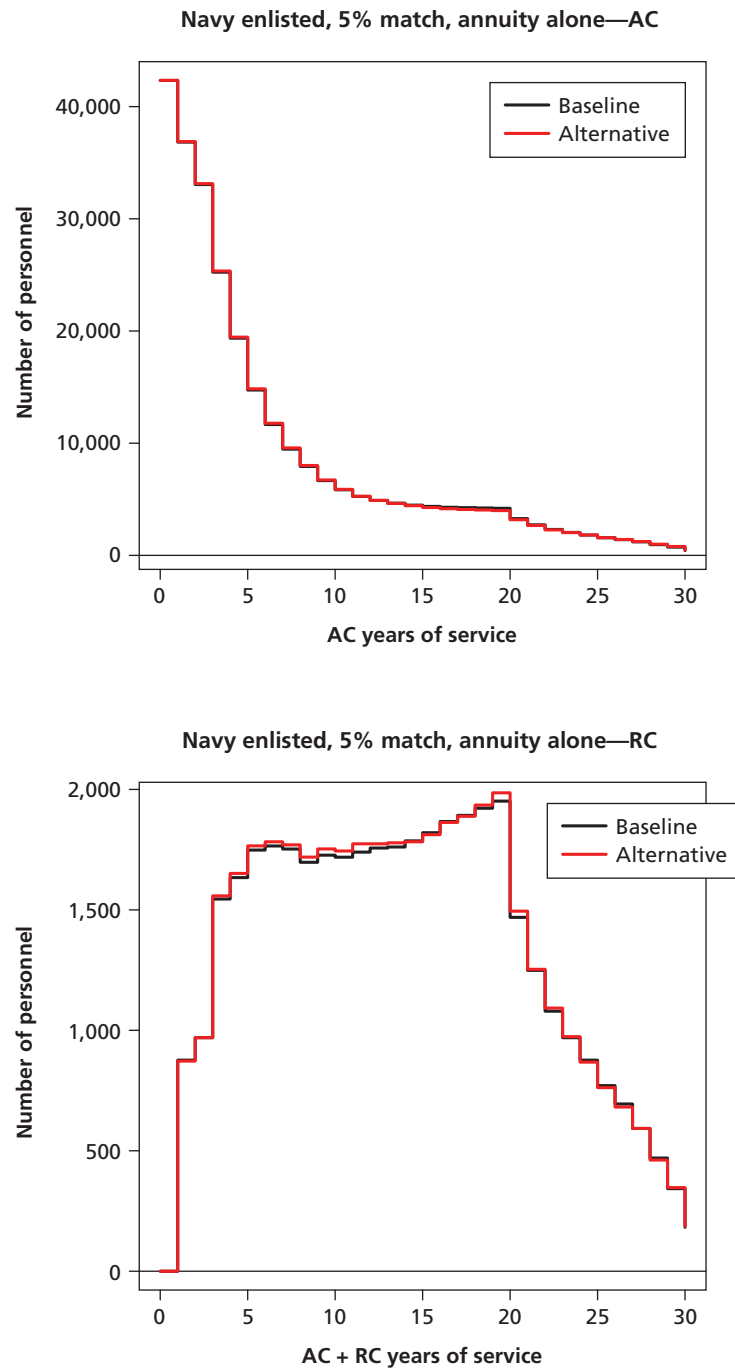 Navy enlisted, 5% match, annuity alone—AC
Baseline
Alternative
Number of personnel
40,000
30,000
20,000
10,000
0
0 5 10 15 20 25 30
AC years of service
Navy enlisted, 5% match, annuity alone—RC
Baseline
Alternative
Number of personnel
2,000
1,500
1,000
500
0
0 5 10 15 20 25 30
AC + RC years of service